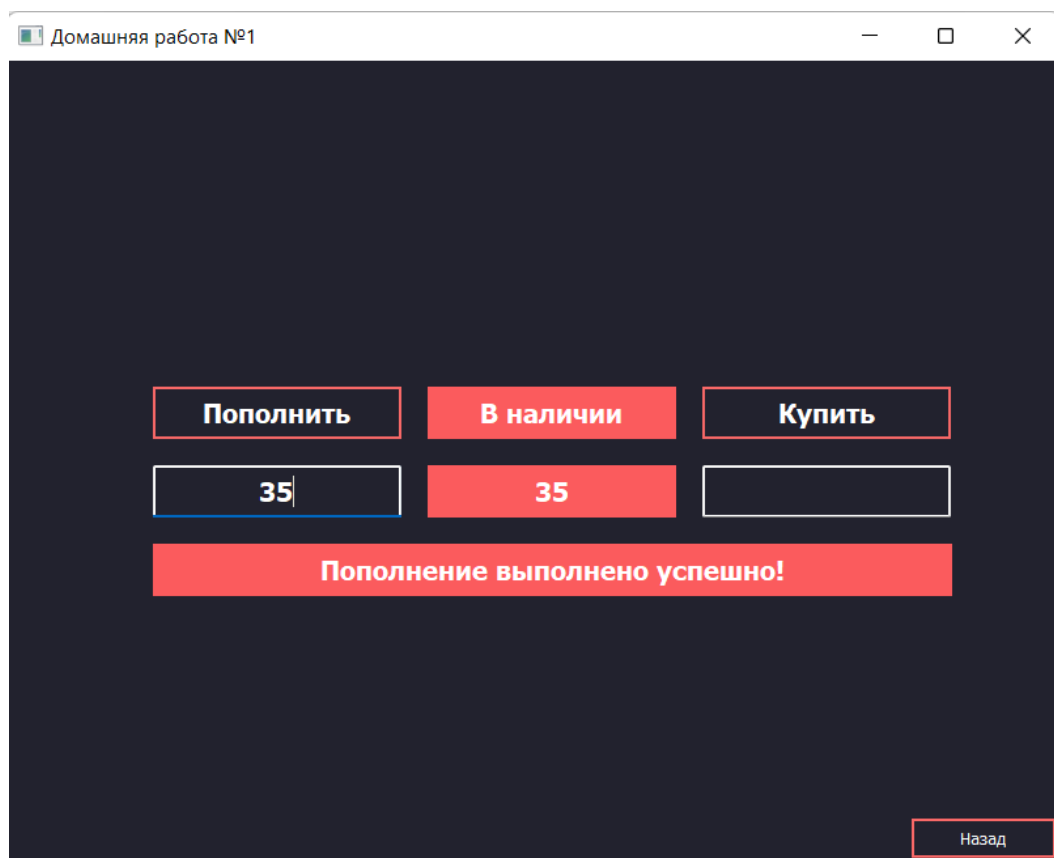 Домашняя работа №1
Пополнить В наличии Купить
35 35
Пополнение выполнено успешно!
Назад